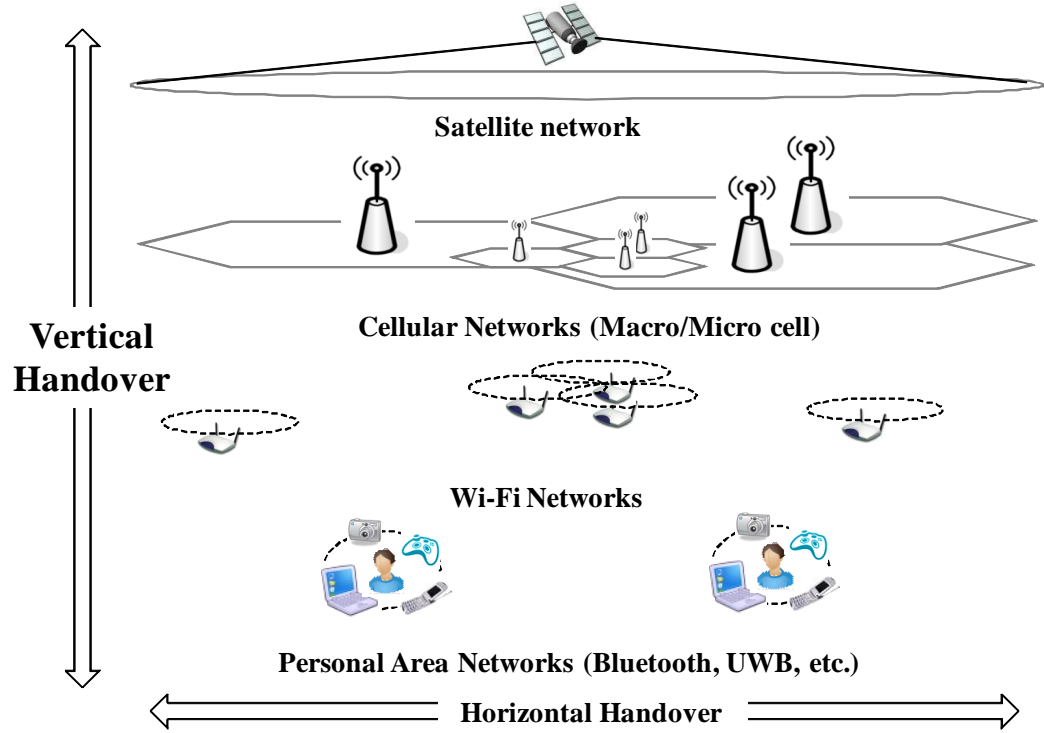 Satellite network
Cellular Networks (Macro/Micro cell)
Vertical
Handover
Wi-Fi Networks
Personal Area Networks (Bluetooth, UWB, etc.)
Horizontal Handover